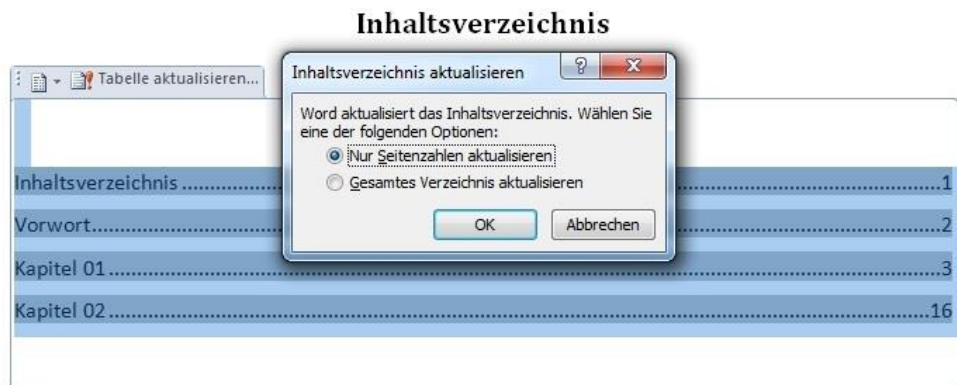 Inhaltsverzeichnis
Tabelle aktualisieren...
Inhaltsverzeichnis aktualisieren
Word aktualisiert das Inhaltsverzeichnis. Wählen Sie
eine der folgenden Optionen:
Nur Seitenzahlen aktualisieren
Gesamtes Verzeichnis aktualisieren
OK Abbrechen
Inhaltsverzeichnis 1
Vorwort 2
Kapitel 01 3
Kapitel 02 16